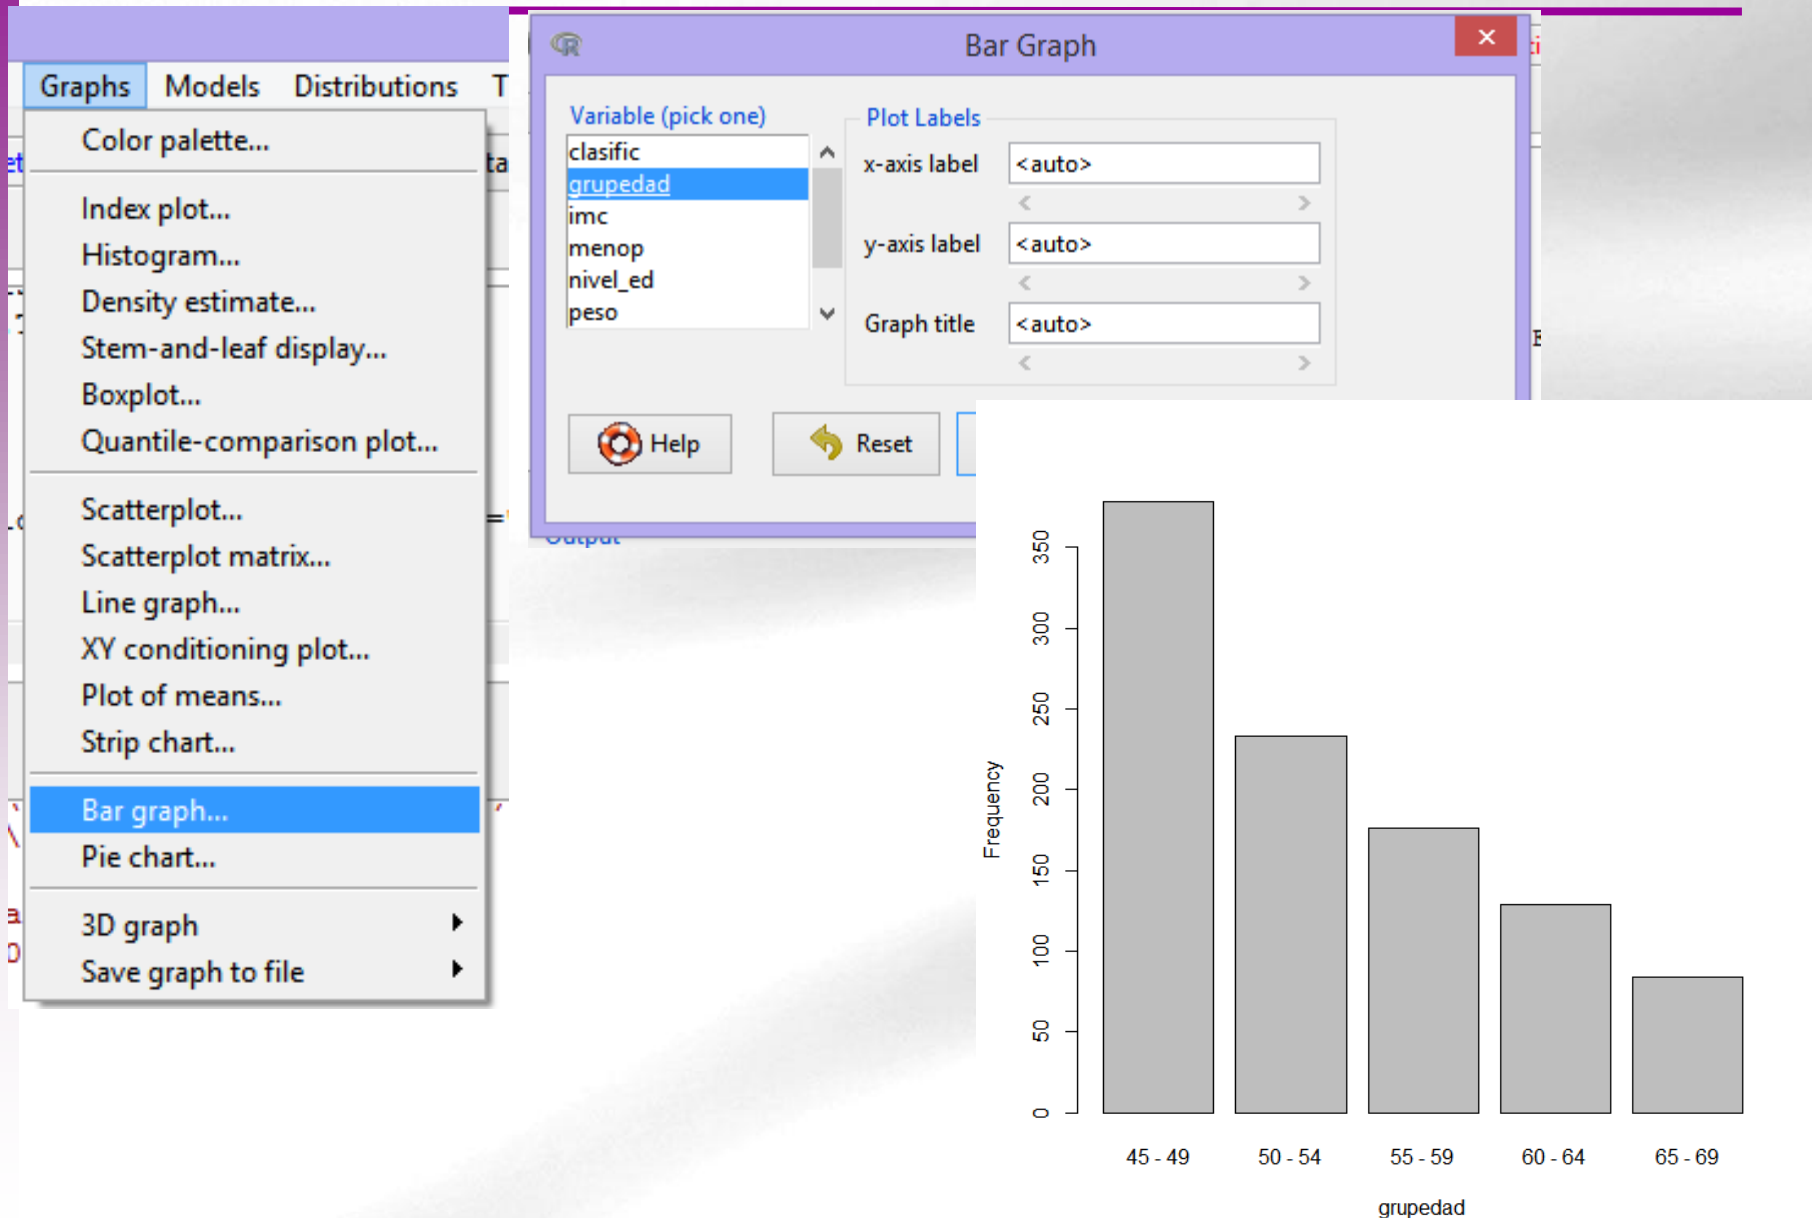 Graphs Models Distributions
Color palette...
Index plot...
Histogram...
Density estimate...
Stem-and-leaf display...
Boxplot...
Quantile-comparison plot...
Scatterplot...
Scatterplot matrix...
Line graph...
XY conditioning plot...
Plot of means...
Strip chart...
Bar graph...
Pie chart...
3D graph
Save graph to file
Bar Graph
Variable (pick one)
clasific
grupedad
imc
menop
nivel_ed
peso
Plot Labels
x-axis label <auto>
y-axis label <auto>
Graph title <auto>
Help Reset
Output
Frequency
350
300
250
200
150
100
50
0
45 - 49 50 - 54 55 - 59 60 - 64 65 - 69
grupedad